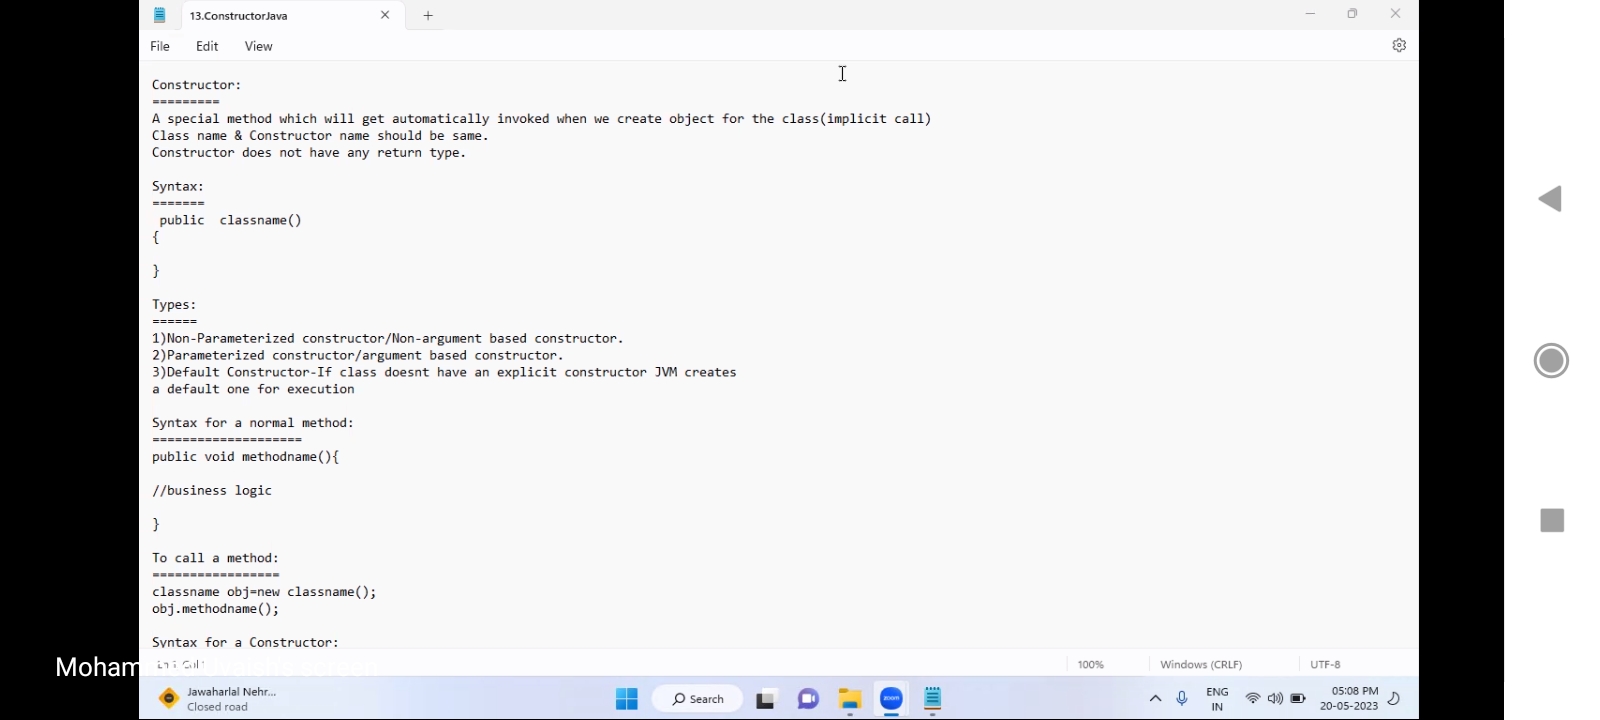 13.ConstructorJava
File Edit View
Constructor:
=========
A special method which will get automatically invoked when we create object for the class(implicit call)
Class name & Constructor name should be same.
Constructor does not have any return type.
Syntax:
=======
public  classname()
{
}
Types:
======
1)Non-Parameterized constructor/Non-argument based constructor.
2)Parameterized constructor/argument based constructor.
3)Default Constructor-If class doesnt have an explicit constructor JVM creates
a default one for execution
Syntax for a normal method:
====================
public void methodname(){
//business logic
}
To call a method:
=================
classname obj=new classname();
obj.methodname();
Syntax for a Constructor:
100% Windows (CRLF) UTF-8
Jawaharlal Nehr...
Closed road
Search
zoom
ENG
IN
05:08 PM
20-05-2023